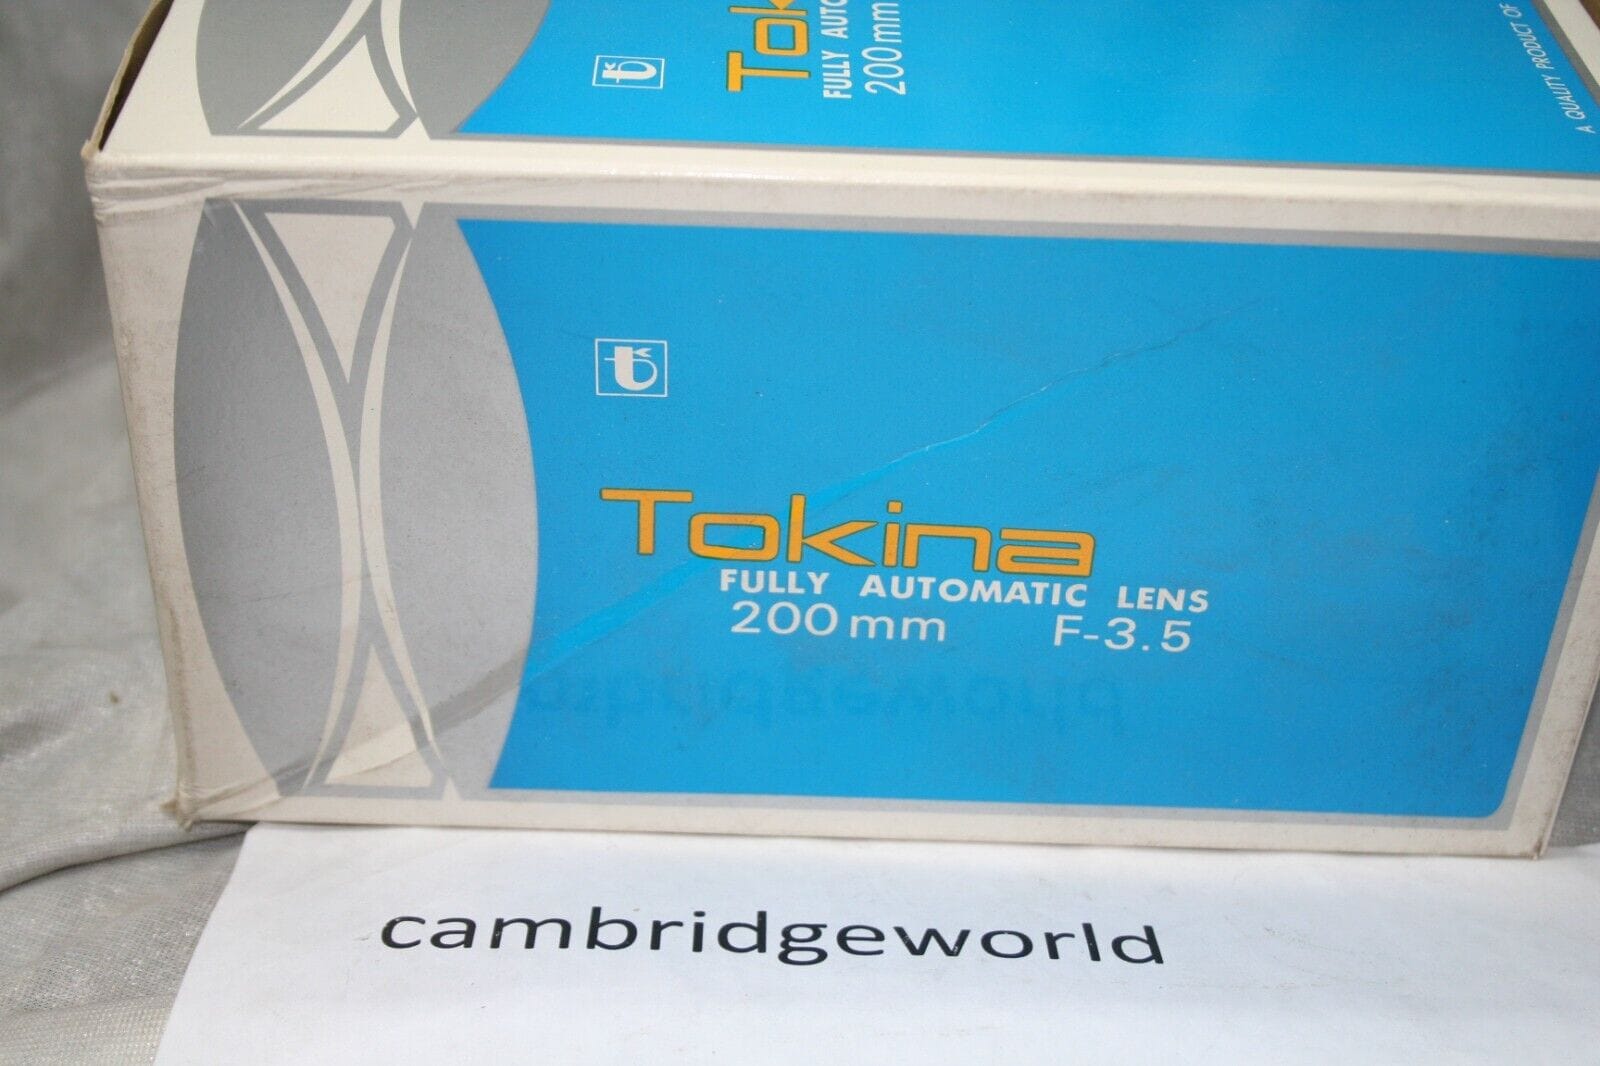 Tok
FULLY AUTO
200mm
A QUALITY PRODUCT OF
Tokina
FULLY AUTOMATIC LENS
200mm F-3.5
cambridgeworld